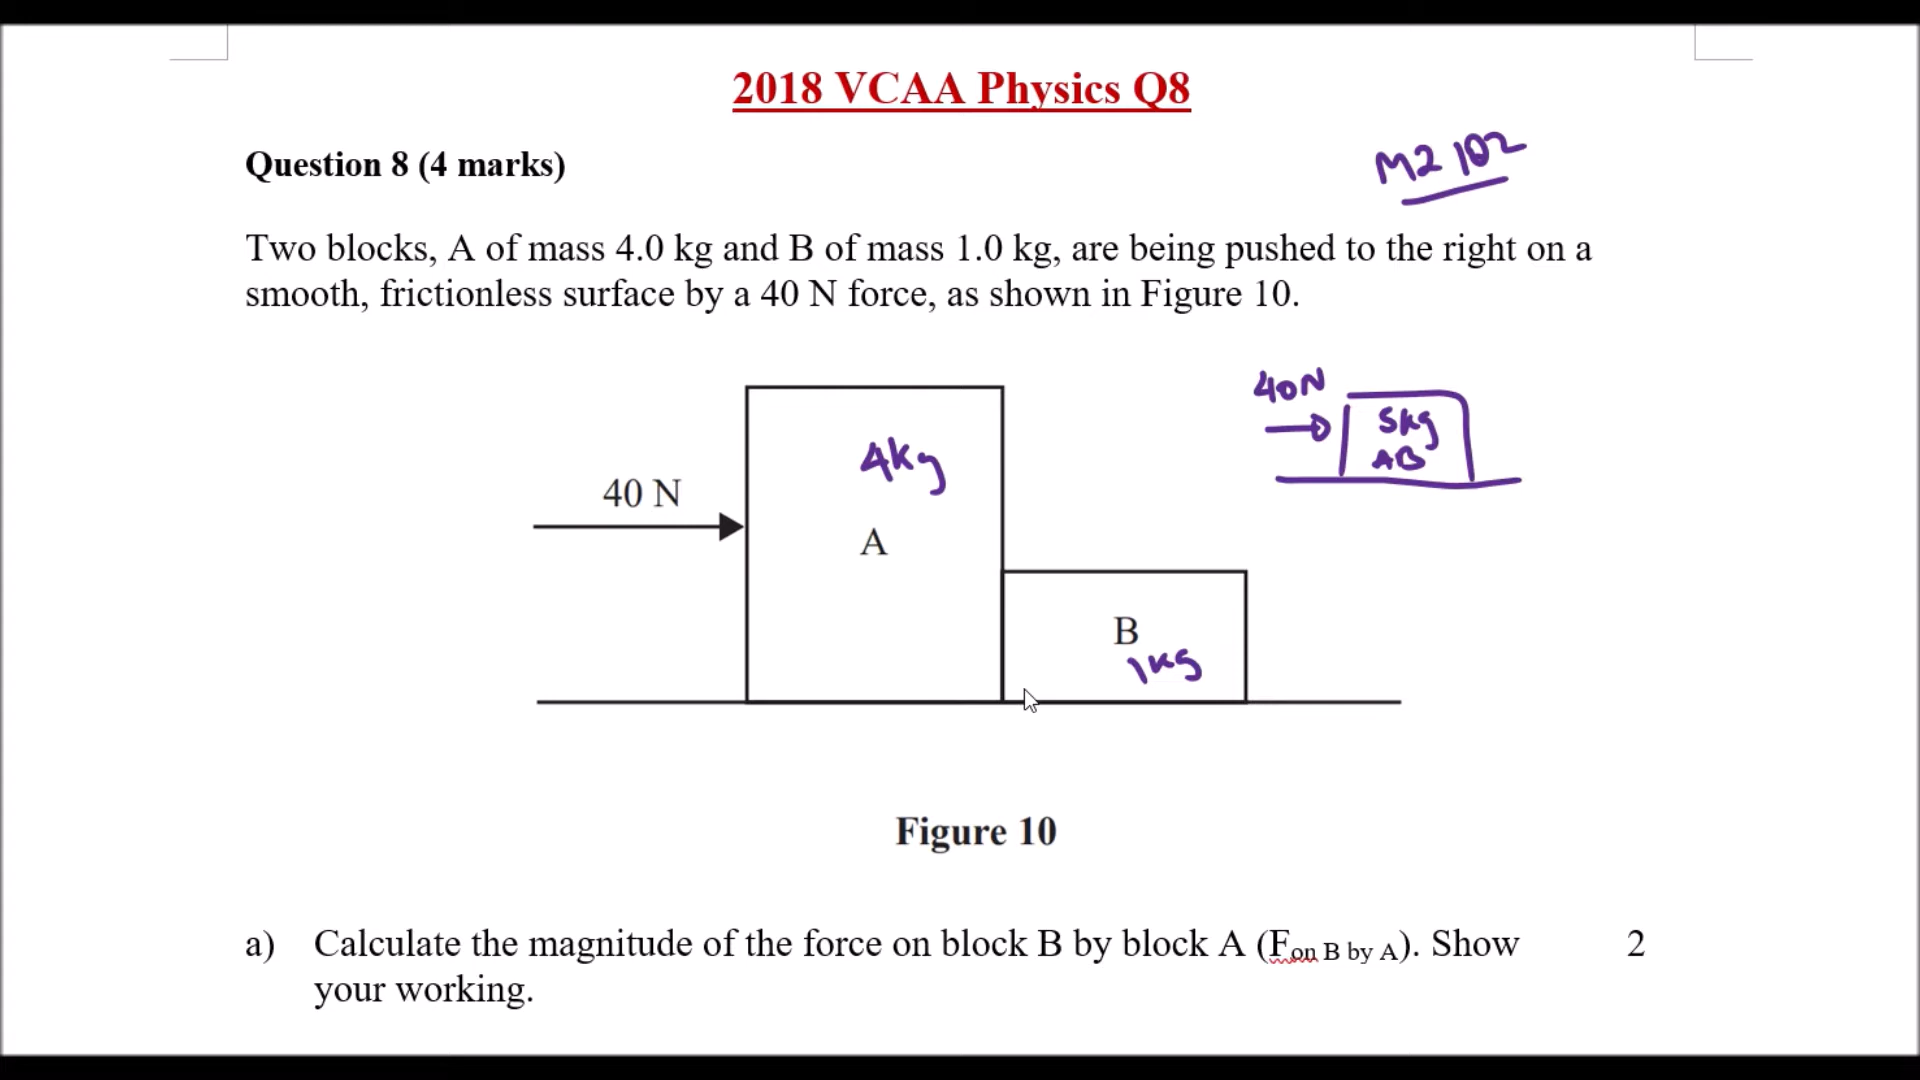 2018 VCAA Physics Q8
Question 8 (4 marks)
M2 102
Two blocks, A of mass 4.0 kg and B of mass 1.0 kg, are being pushed to the right on a
smooth, frictionless surface by a 40 N force, as shown in Figure 10.
40N
5kg
AB
4kg
40 N
A
B
1kg
Figure 10
a) Calculate the magnitude of the force on block B by block A (Fon B by A). Show 2
your working.